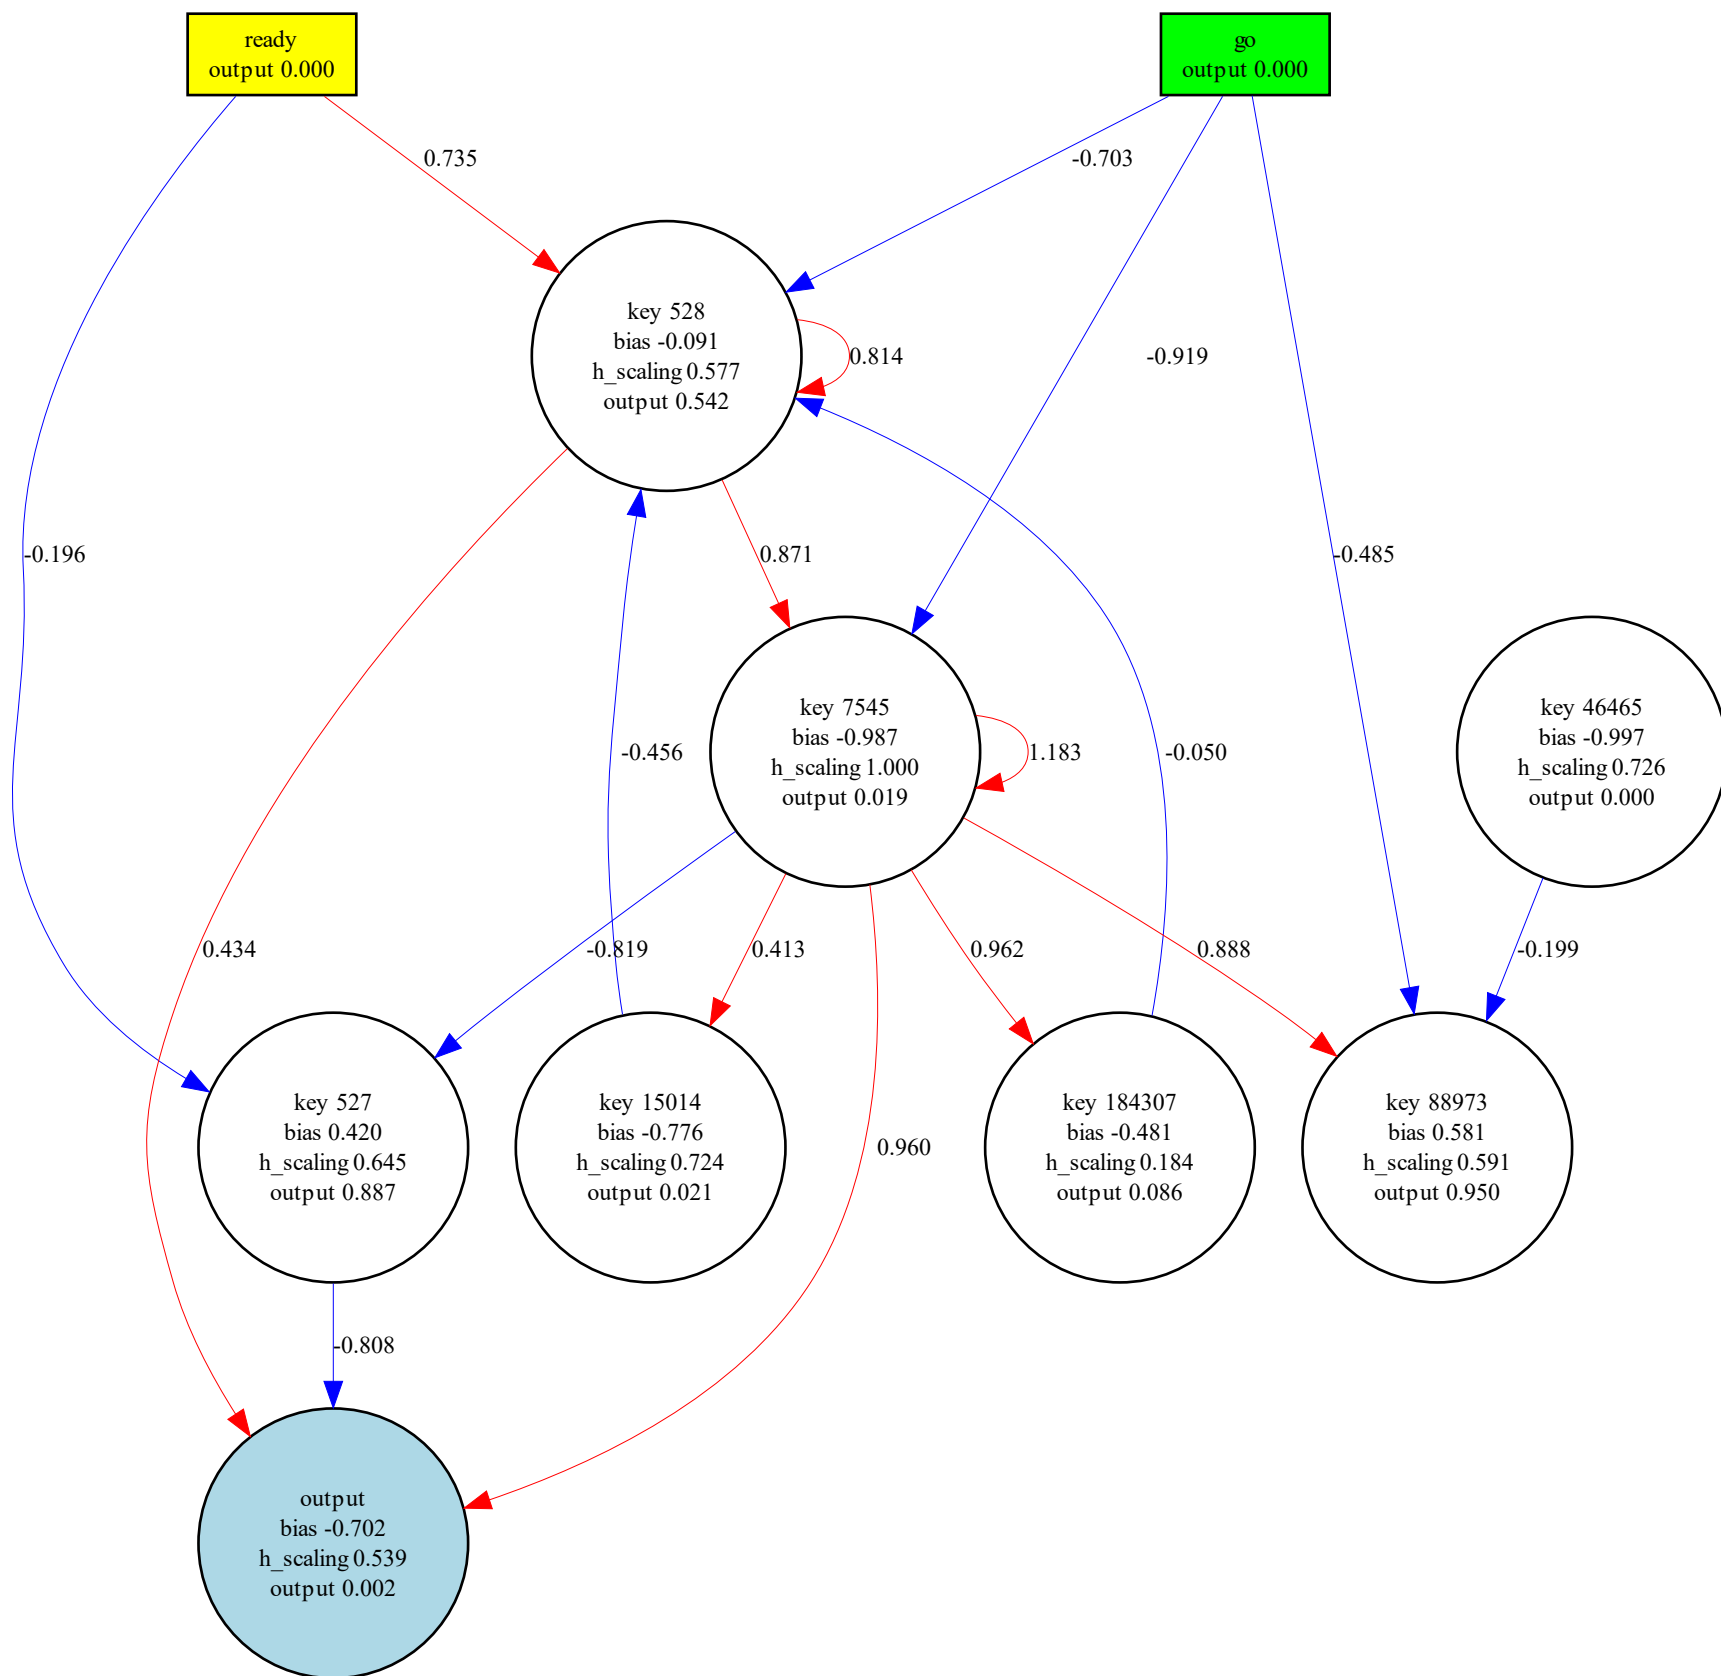 ready
output 0.000
go
output 0.000
0.735
-0.703
key 528
bias -0.091
h_scaling 0.577
output 0.542
0.814
-0.919
-0.196
0.871
-0.485
key 7545
bias -0.987
h_scaling 1.000
output 0.019
1.183
-0.456
-0.050
key 46465
bias -0.997
h_scaling 0.726
output 0.000
0.434
-0.819
0.413
0.962
0.888
-0.199
key 527
bias 0.420
h_scaling 0.645
output 0.887
key 15014
bias -0.776
h_scaling 0.724
output 0.021
0.960
key 184307
bias -0.481
h_scaling 0.184
output 0.086
key 88973
bias 0.581
h_scaling 0.591
output 0.950
-0.808
output
bias -0.702
h_scaling 0.539
output 0.002